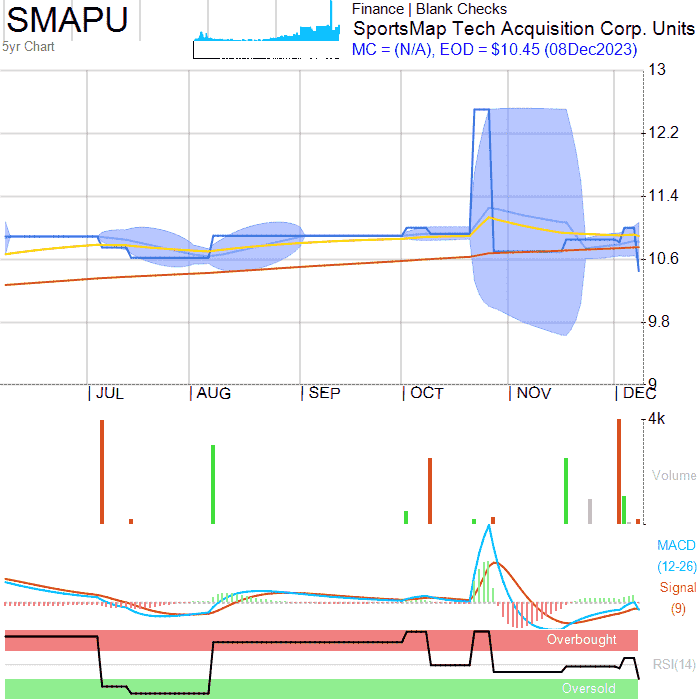 SMAPU
5yr Chart
Finance | Blank Checks
SportsMap Tech Acquisition Corp. Units
MC = (N/A), EOD = $10.45 (08Dec2023)
13
12.2
11.4
10.6
9.8
9
JUL AUG SEP OCT NOV DEC
4k
Volume
MACD
(12-26)
Signal
(9)
Overbought
RSI(14)
Oversold